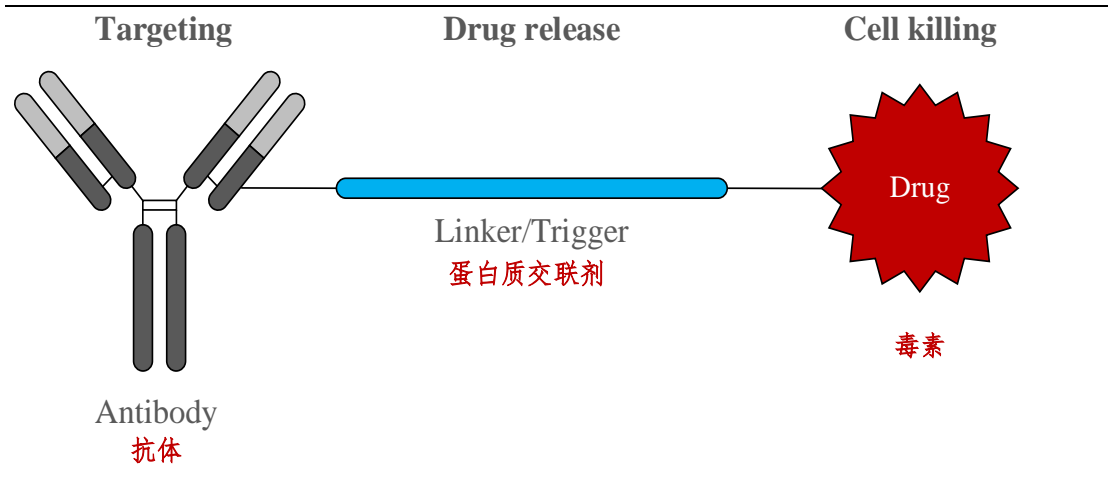 Targeting
Drug release
Cell killing
Drug
Linker/Trigger
蛋白质交联剂
毒素
Antibody
抗体